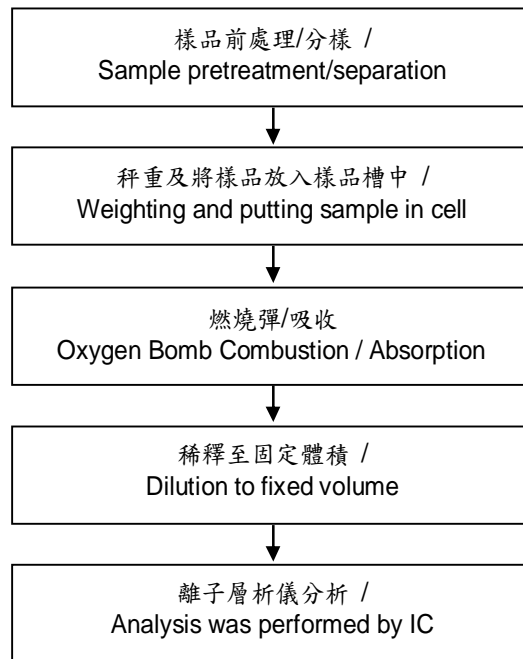 樣品前處理/分樣 /
Sample pretreatment/separation
秤重及將樣品放入樣品槽中 /
Weighting and putting sample in cell
燃燒彈/吸收
Oxygen Bomb Combustion / Absorption
稀釋至固定體積 /
Dilution to fixed volume
離子層析儀分析 /
Analysis was performed by IC